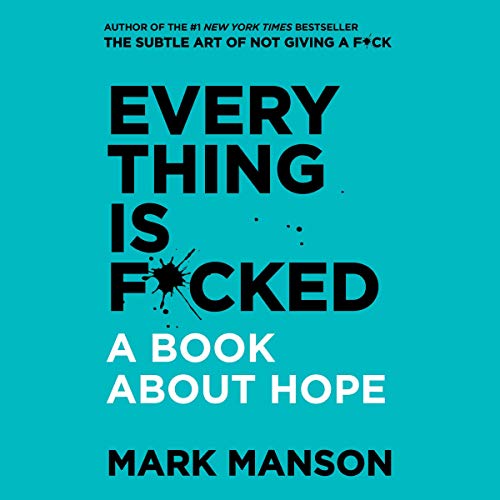 AUTHOR OF THE #1 NEW YORK TIMES BESTSELLER
THE SUBTLE ART OF NOT GIVING A F*CK
EVERY
THING
IS
F*CKED
A BOOK
ABOUT HOPE
MARK MANSON